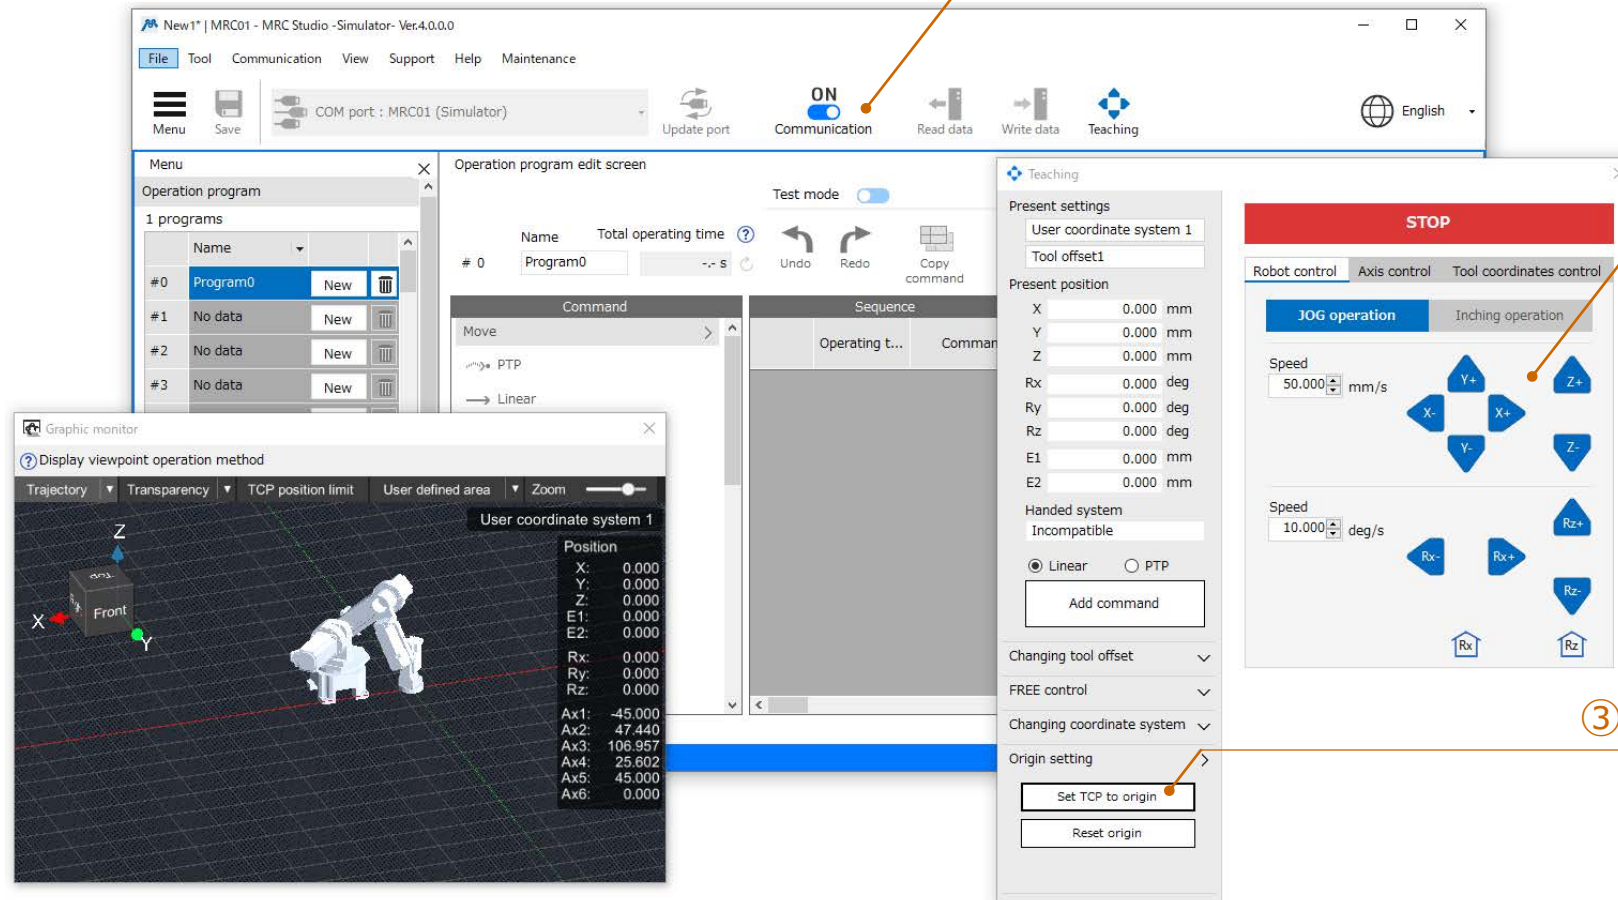 New1* | MRC01 - MRC Studio -Simulator- Ver.4.0.0.0
File Tool Communication View Support Help Maintenance
ON
COM port : MRC01 (Simulator)
Menu Save Update port Communication Read data Write data Teaching English
Menu
Operation program
1 programs
Name
#0 Program0 New
#1 No data New
#2 No data New
#3 No data New
Operation program edit screen
Test mode
Name Total operating time ?
# 0 Program0 -.- s
Undo Redo Copy command
Command
Move
PTP
Linear
Sequence
Operating t... Comman
Graphic monitor
? Display viewpoint operation method
Trajectory Transparency TCP position limit User defined area Zoom
User coordinate system 1
Z
Top
Front
X
Y
Position
X: 0.000
Y: 0.000
Z: 0.000
E1: 0.000
E2: 0.000
Rx: 0.000
Ry: 0.000
Rz: 0.000
Ax1: -45.000
Ax2: 47.440
Ax3: 106.957
Ax4: 25.602
Ax5: 45.000
Ax6: 0.000
Teaching
Present settings
User coordinate system 1
Tool offset1
Present position
X 0.000 mm
Y 0.000 mm
Z 0.000 mm
Rx 0.000 deg
Ry 0.000 deg
Rz 0.000 deg
E1 0.000 mm
E2 0.000 mm
Handed system
Incompatible
Linear PTP
Add command
Changing tool offset
FREE control
Changing coordinate system
Origin setting
Set TCP to origin
Reset origin
STOP
Robot control Axis control Tool coordinates control
JOG operation Inching operation
Speed
50.000 mm/s
Y+ Z+
X- X+
Y- Z-
Speed
10.000 deg/s
Rz+
Rx- Rx+
Rz-
Rx Rz
③